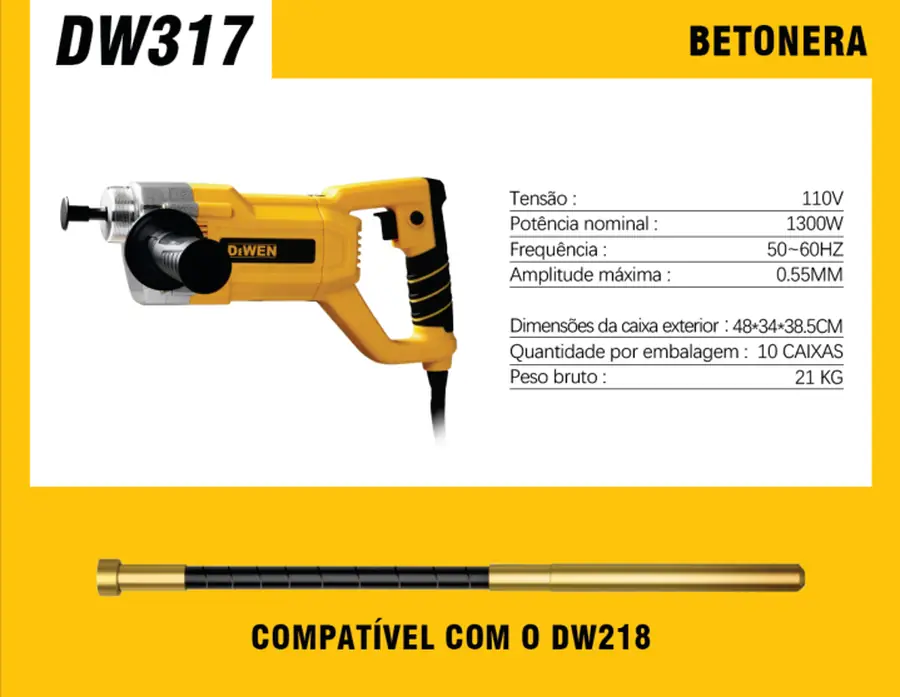 DW317
BETONERA
DEWEN
Tensão : 110V
Potência nominal : 1300W
Frequência : 50~60HZ
Amplitude máxima : 0.55MM
Dimensões da caixa exterior : 48*34*38.5CM
Quantidade por embalagem : 10 CAIXAS
Peso bruto : 21 KG
COMPATÍVEL COM O DW218